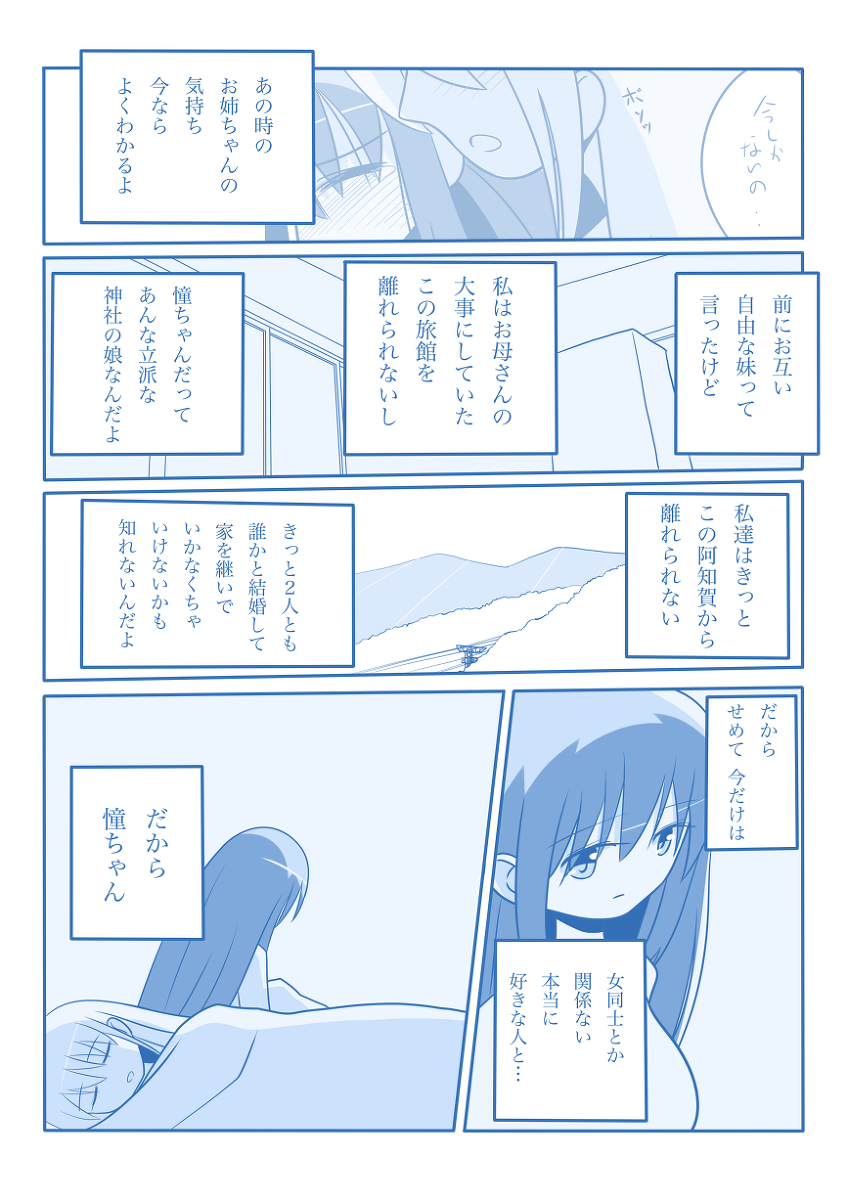 今しか
ないの…
ボソッ
あの時の
お姉ちゃんの
気持ち
今なら
よくわかるよ
前にお互い
自由な妹って
言ったけど
私はお母さんの
大事にしていた
この旅館を
離れられないし
憧ちゃんだって
あんな立派な
神社の娘なんだよ
私達はきっと
この阿知賀から
離れられない
きっと2人とも
誰かと結婚して
家を継いで
いかなくちゃ
いけないかも
知れないんだよ
だから
せめて 今だけは
女同士とか
関係ない
本当に
好きな人と…
だから
憧ちゃん